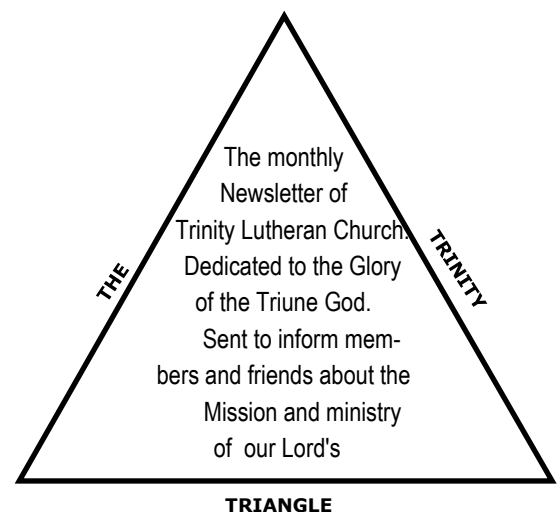 The monthly
Newsletter of
Trinity Lutheran Church.
Dedicated to the Glory
of the Triune God.
Sent to inform mem-
bers and friends about the
Mission and ministry
of our Lord's
THE
TRINITY
TRIANGLE